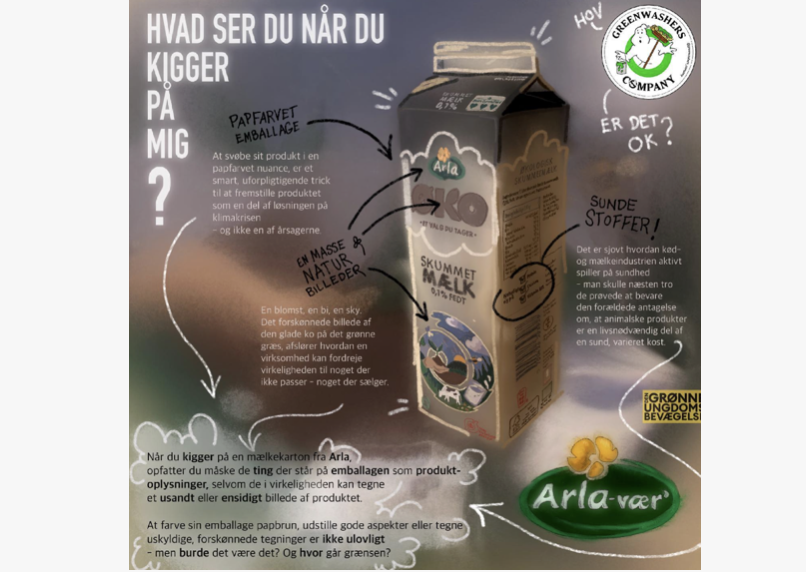 HVAD SER DU NÅR DU
KIGGER
PÅ
MIG
?
HOV
GREENWASHERS
COMPANY
ER DET
OK?
PAPFARVET
EMBALLAGE
At svøbe sit produkt i en
papfarvet nuance, er et
smart, uforpligtigende trick
til at fremstille produktet
som en del af løsningen på
klimakrisen
– og ikke en af årsagerne.
EN MASSE
NATUR
BILLEDER
En blomst, en bi, en sky.
Det forskønnede billede af
den glade ko på det grønne
græs, afslører hvordan en
virksomhed kan fordreje
virkeligheden til noget der
ikke passer – noget der sælger.
MÆLK
0,1%
Arla
ØKO
SKUMMET
MÆLK
0,1% FEDT
SUNDE
STOFFER!
Det er sjovt hvordan kød-
og mælkeindustrien aktivt
spiller på sundhed
– man skulle næsten tro
de prøvede at bevare
den forældede antagelse
om, at animalske produkter
er en livsnødvendig del af
en sund, varieret kost.
DEN GRØNNE
UNGDOMS
BEVÆGELSE
Når du kigger på en mælkekarton fra Arla,
opfatter du måske de ting der står på emballagen som produkt-
oplysninger, selvom de i virkeligheden kan tegne
et usandt eller ensidigt billede af produktet.
At farve sin emballage papbrun, udstille gode aspekter eller tegne
uskyldige, forskønnede tegninger er ikke ulovligt
- men burde det være det? Og hvor går grænsen?
Arla-vær